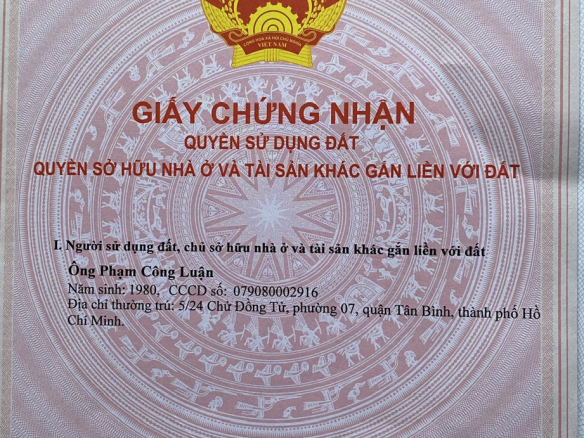 CỘNG HÒA XÃ HỘI CHỦ NGHĨA
VIỆT NAM
GIẤY CHỨNG NHẬN
QUYỀN SỬ DỤNG ĐẤT
QUYỀN SỞ HỮU NHÀ Ở VÀ TÀI SẢN KHÁC GẮN LIỀN VỚI ĐẤT
I. Người sử dụng đất, chủ sở hữu nhà ở và tài sản khác gắn liền với đất
Ông Phạm Công Luận
Năm sinh: 1980, CCCD số: 079080002916
Địa chỉ thường trú: 5/24 Chử Đồng Tử, phường 07, quận Tân Bình, thành phố Hồ
Chí Minh.